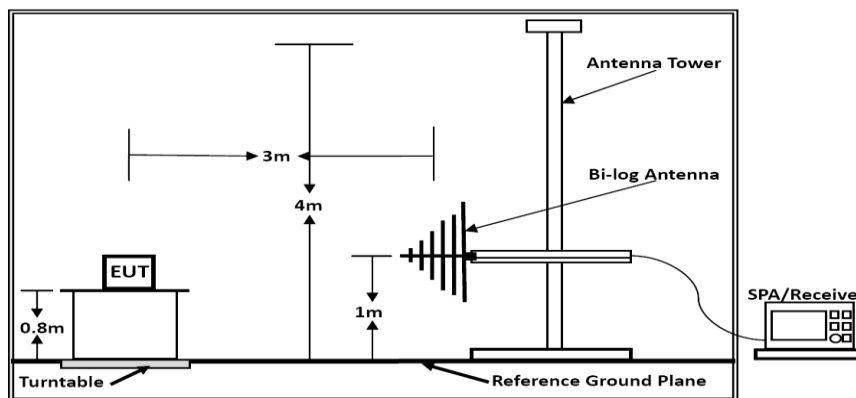 Antenna Tower
3m
Bi-log Antenna
4m
EUT
SPA/Receive
0.8m
1m
Turntable
Reference Ground Plane